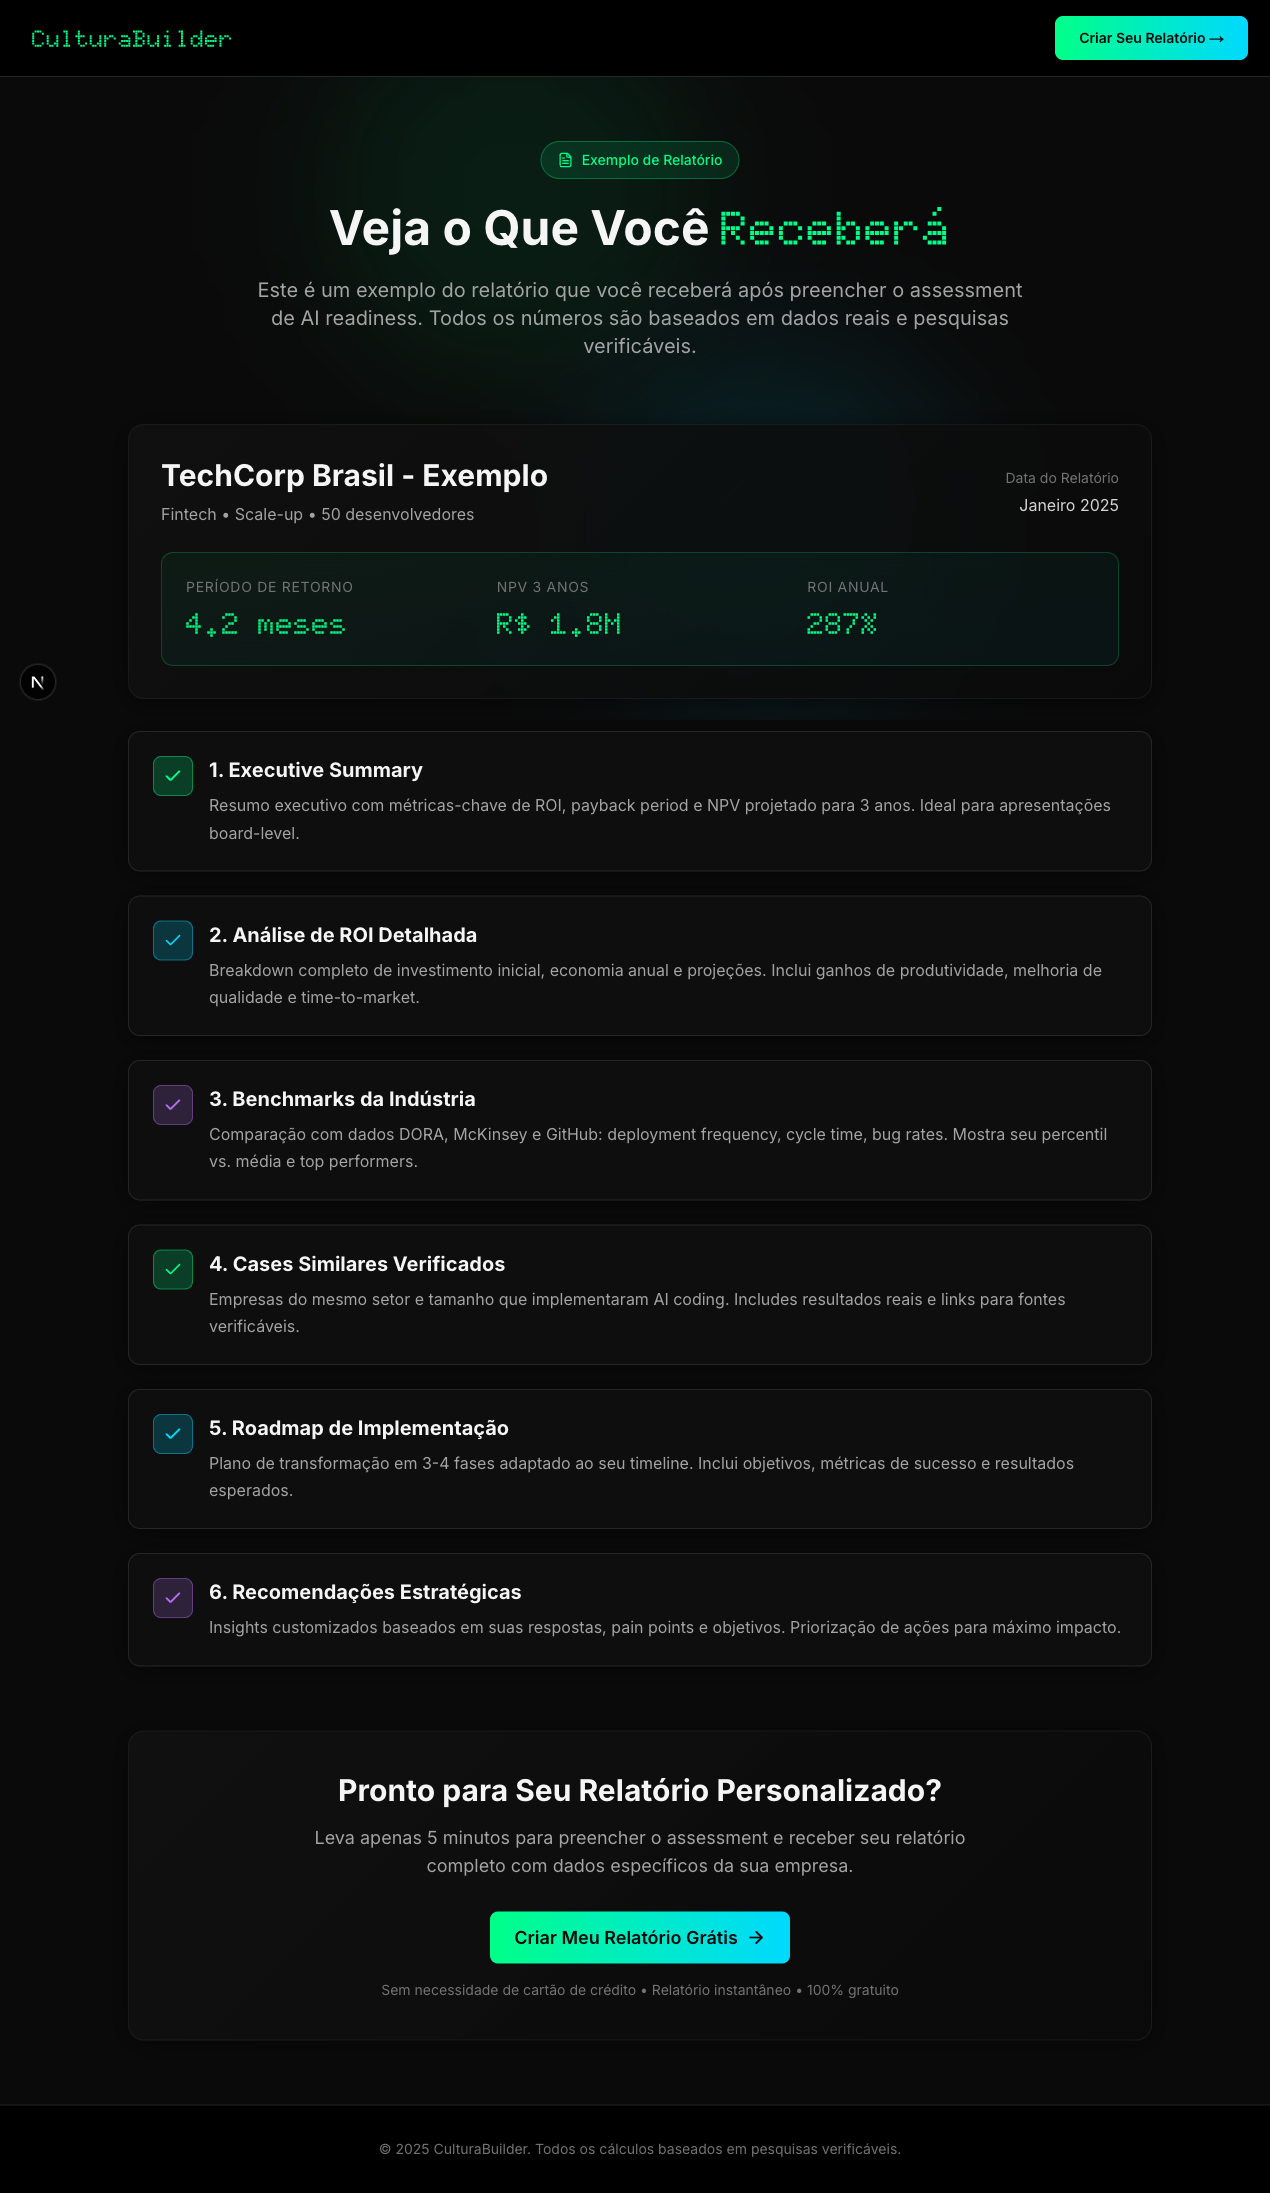 CulturaBuilder
Criar Seu Relatório →
Exemplo de Relatório
Veja o Que Você Receberá
Este é um exemplo do relatório que você receberá após preencher o assessment
de AI readiness. Todos os números são baseados em dados reais e pesquisas
verificáveis.
TechCorp Brasil - Exemplo
Fintech • Scale-up • 50 desenvolvedores
Data do Relatório
Janeiro 2025
PERÍODO DE RETORNO
4.2 meses
NPV 3 ANOS
R$ 1.8M
ROI ANUAL
287%
N
1. Executive Summary
Resumo executivo com métricas-chave de ROI, payback period e NPV projetado para 3 anos. Ideal para apresentações
board-level.
2. Análise de ROI Detalhada
Breakdown completo de investimento inicial, economia anual e projeções. Inclui ganhos de produtividade, melhoria de
qualidade e time-to-market.
3. Benchmarks da Indústria
Comparação com dados DORA, McKinsey e GitHub: deployment frequency, cycle time, bug rates. Mostra seu percentil
vs. média e top performers.
4. Cases Similares Verificados
Empresas do mesmo setor e tamanho que implementaram AI coding. Includes resultados reais e links para fontes
verificáveis.
5. Roadmap de Implementação
Plano de transformação em 3-4 fases adaptado ao seu timeline. Inclui objetivos, métricas de sucesso e resultados
esperados.
6. Recomendações Estratégicas
Insights customizados baseados em suas respostas, pain points e objetivos. Priorização de ações para máximo impacto.
Pronto para Seu Relatório Personalizado?
Leva apenas 5 minutos para preencher o assessment e receber seu relatório
completo com dados específicos da sua empresa.
Criar Meu Relatório Grátis →
Sem necessidade de cartão de crédito • Relatório instantâneo • 100% gratuito
© 2025 CulturaBuilder. Todos os cálculos baseados em pesquisas verificáveis.